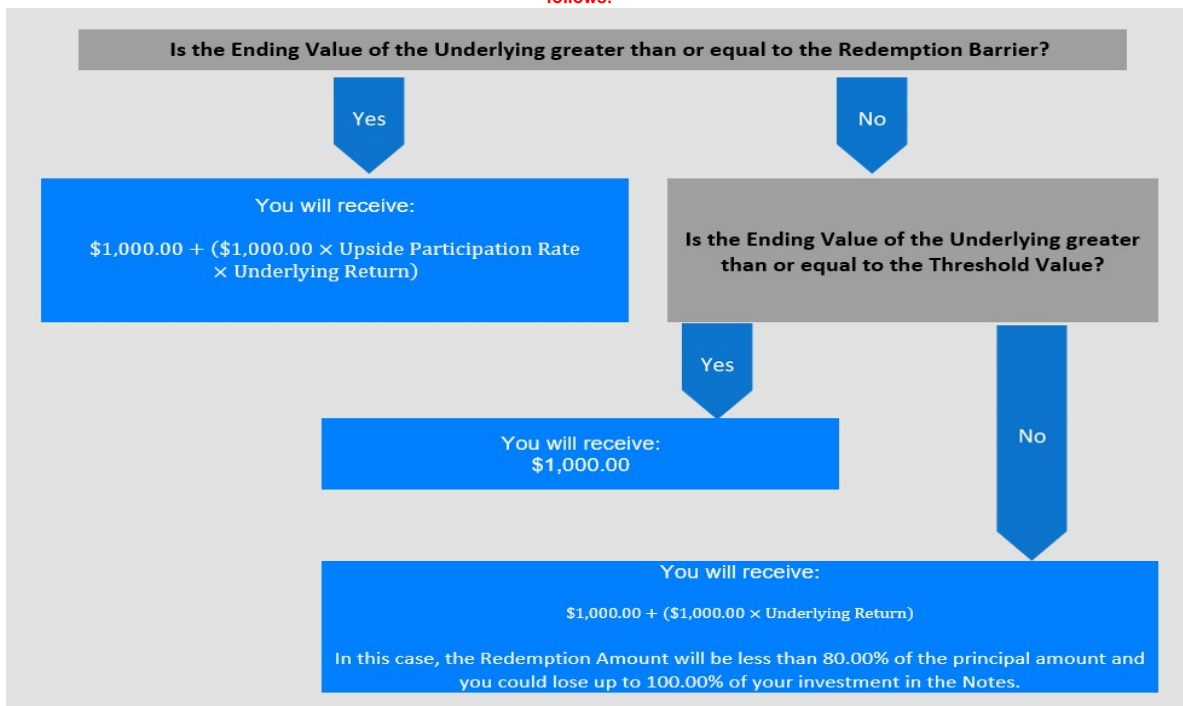 follows:
Is the Ending Value of the Underlying greater than or equal to the Redemption Barrier?
Yes
No
You will receive:
$1,000.00 + ($1,000.00 × Upside Participation Rate
× Underlying Return)
Is the Ending Value of the Underlying greater
than or equal to the Threshold Value?
Yes
No
You will receive:
$1,000.00
You will receive:
$1,000.00 + ($1,000.00 × Underlying Return)
In this case, the Redemption Amount will be less than 80.00% of the principal amount and
you could lose up to 100.00% of your investment in the Notes.